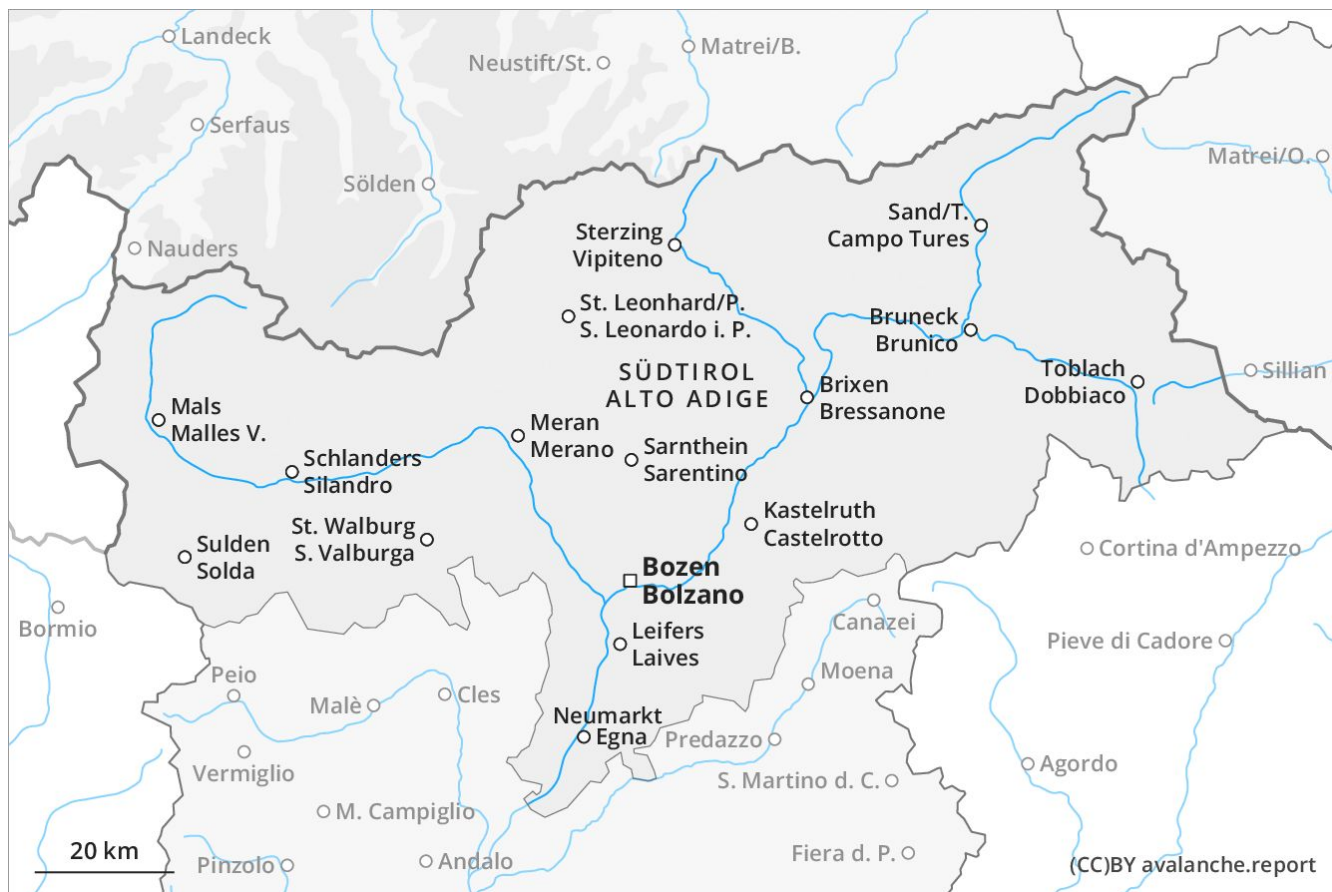 Landeck
Matrei/B.
Neustift/St.
Serfaus
Matrei/O.
Sölden
Nauders
Sand/T.
Campo Tures
Sterzing
Vipiteno
St. Leonhard/P.
S. Leonardo i. P.
Bruneck
Brunico
SÜDTIROL
ALTO ADIGE
Toblach
Dobbiaco
Sillian
Brixen
Bressanone
Mals
Malles V.
Meran
Merano
Sarnthein
Sarentino
Schlanders
Silandro
Kastelruth
Castelrotto
St. Walburg
S. Valburga
Sulden
Solda
Cortina d'Ampezzo
Bozen
Bolzano
Bormio
Canazei
Leifers
Laives
Pieve di Cadore
Peio
Moena
Malè
Cles
Neumarkt
Egna
Predazzo
Vermiglio
Agordo
S. Martino d. C.
M. Campiglio
20 km
Pinzolo
Andalo
Fiera d. P.
(CC)BY avalanche.report